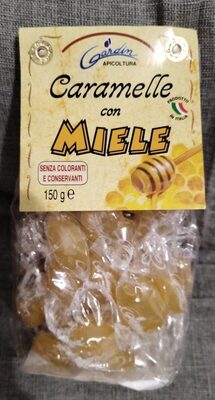 Gardin
APICOLTURA
Caramelle
con
MIELE
PRODOTTO
IN ITALIA
SENZA COLORANTI
E CONSERVANTI
150 g e